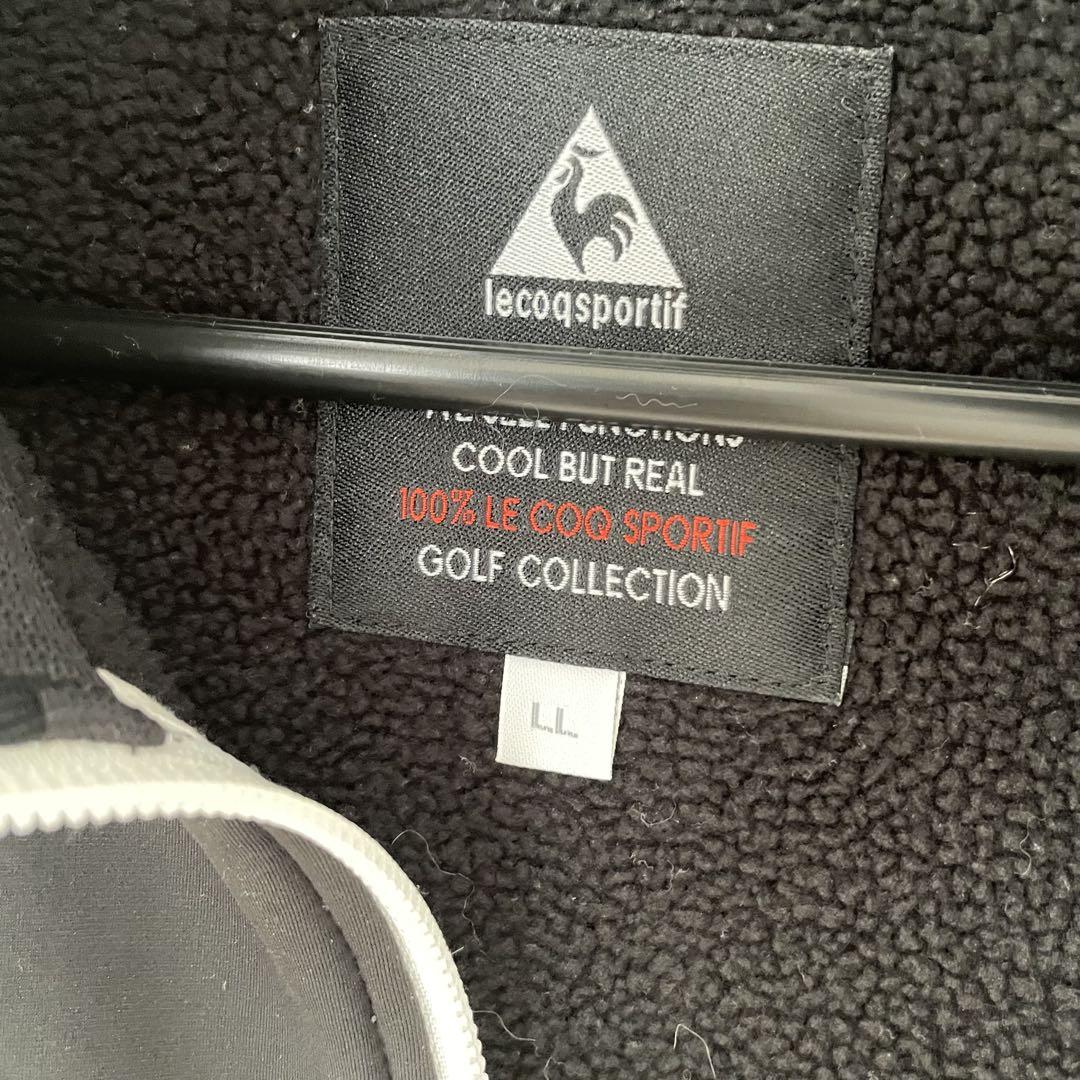 lecoqsportif
COOL BUT REAL
100% LE COQ SPORTIF
GOLF COLLECTION
LL